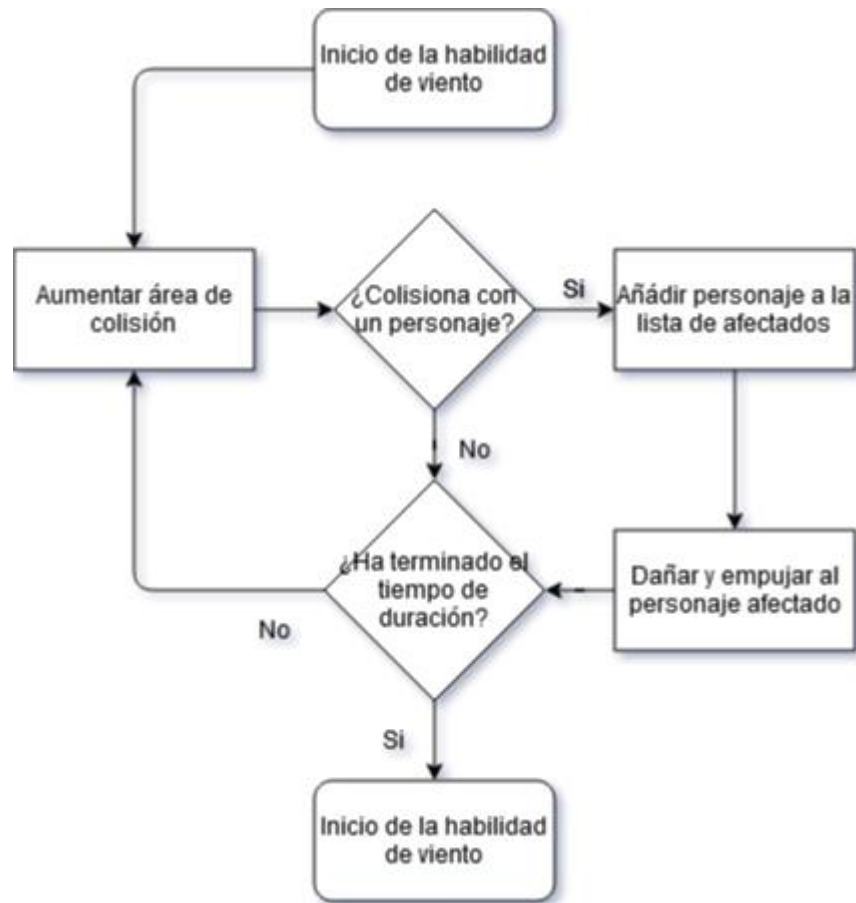 Inicio de la habilidad
de viento
Aumentar área de
colisión
¿Colisiona con
un personaje?
Si
Añádir personaje a la
lista de afectados
No
¿Ha terminado el
tiempo de
duración?
Dañar y empujar al
personaje afectado
No
Si
Inicio de la habilidad
de viento